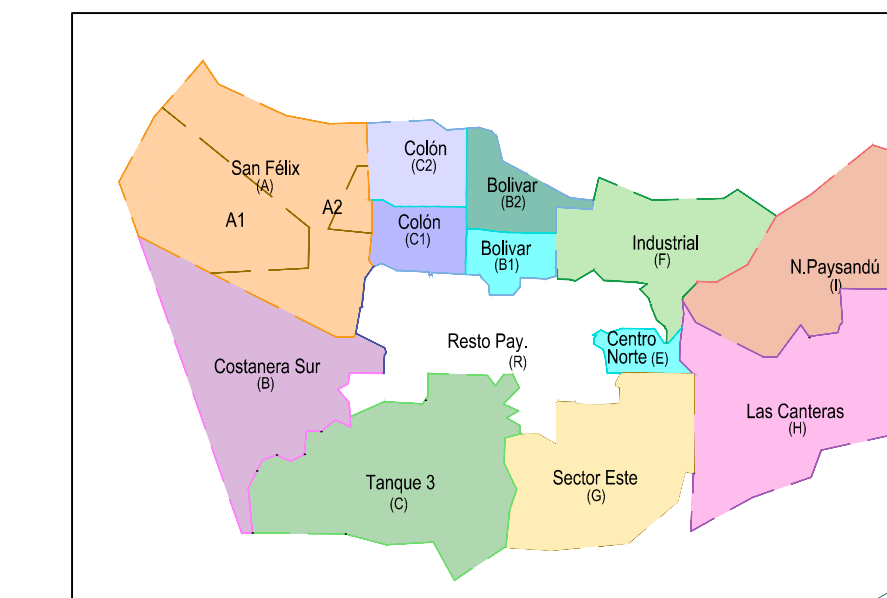 Colón
(C2)
San Félix
(A)
Bolivar
(B2)
A1
A2
Colón
(C1)
Bolivar
(B1)
Industrial
(F)
N.Paysandú
(I)
Resto Pay.
(R)
Centro
Norte (E)
Costanera Sur
(B)
Las Canteras
(H)
Tanque 3
(C)
Sector Este
(G)